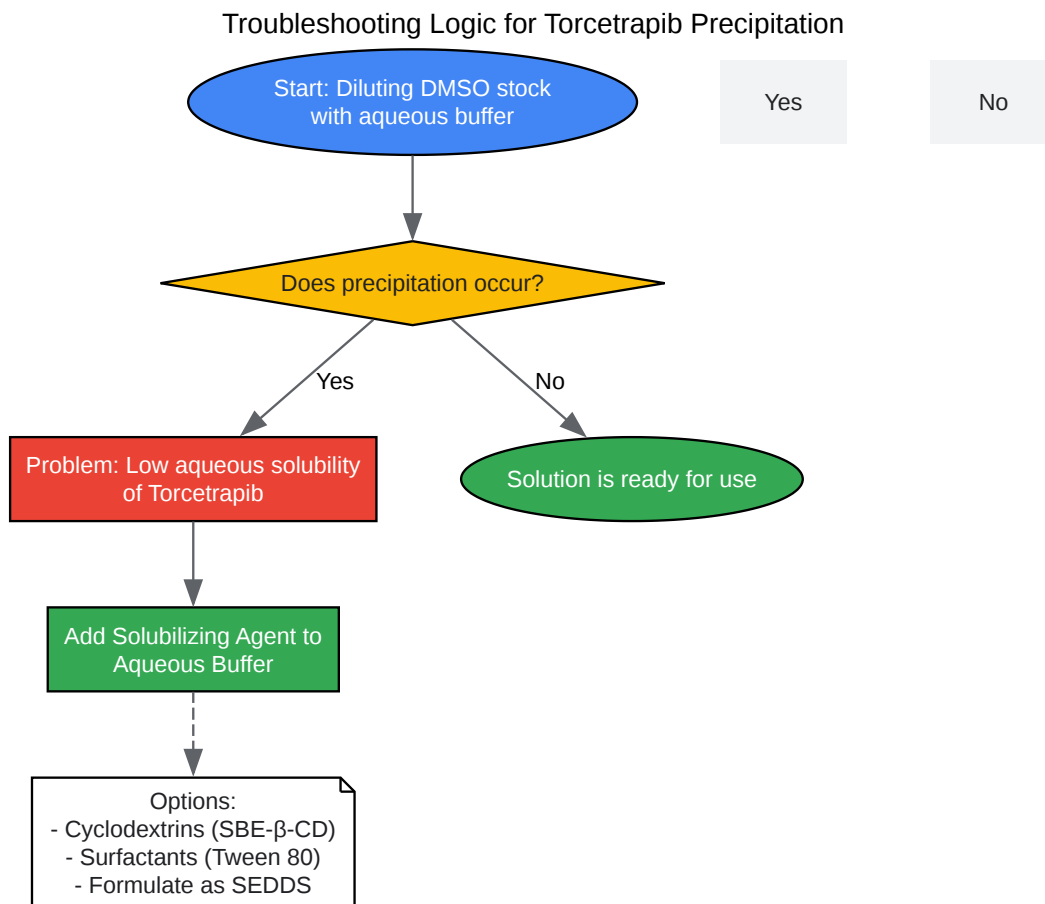 Troubleshooting Logic for Torcetrapib Precipitation
Start: Diluting DMSO stock
with aqueous buffer
Yes
No
Does precipitation occur?
Yes
No
Problem: Low aqueous solubility
of Torcetrapib
Solution is ready for use
Add Solubilizing Agent to
Aqueous Buffer
Options:
- Cyclodextrins (SBE-β-CD)
- Surfactants (Tween 80)
- Formulate as SEDDS